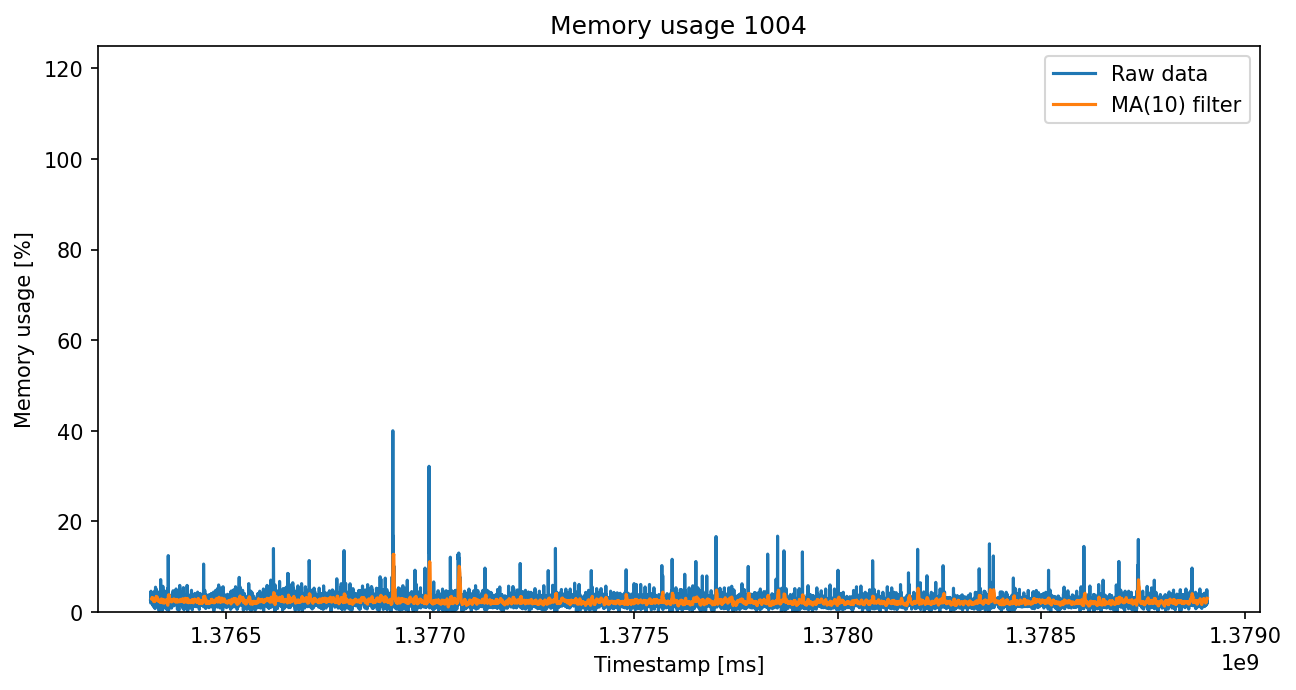 Memory usage 1004
Raw data
MA(10) filter
Memory usage [%]
120
100
80
60
40
20
0
1.3765 1.3770 1.3775 1.3780 1.3785 1.3790
1e9
Timestamp [ms]